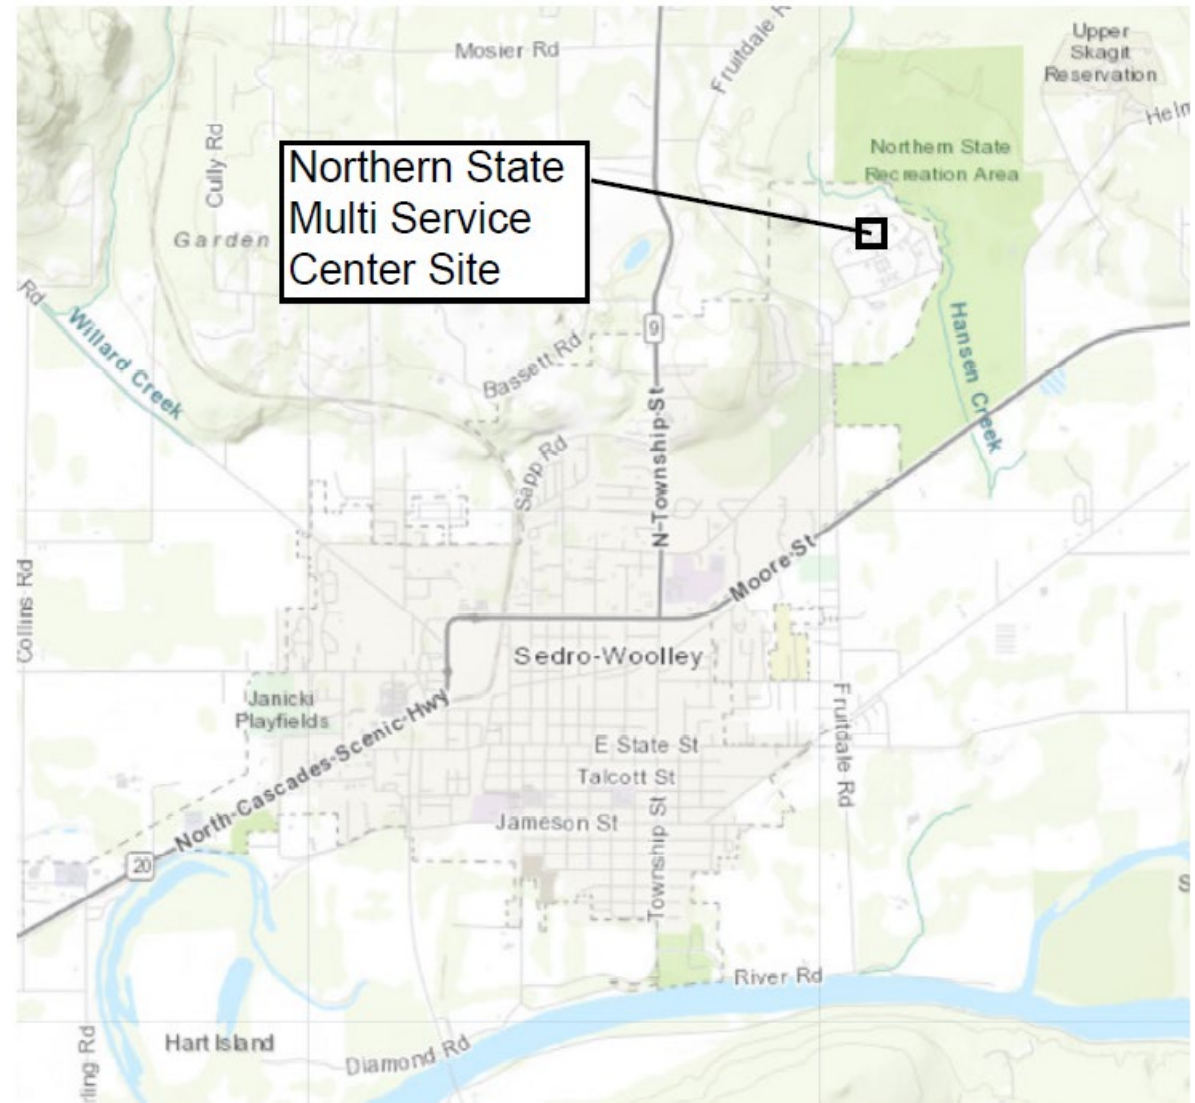 Mosier Rd
Fruitdale R
Upper
Skagit
Reservation
Helm
Cully Rd
Northern State
Recreation Area
Northern State
Multi Service
Center Site
Garden
Rd
Willard Creek
9
Bassett Rd
Hansen Creek
Sapp Rd
N Township St
Moore St
Collins Rd
Sedro-Woolley
Janicki
Playfields
North Cascades Scenic Hwy
Fruitdale Rd
E State St
Talcott St
Jameson St
Township St
20
S
River Rd
Hart Island
Diamond Rd
rling Rd